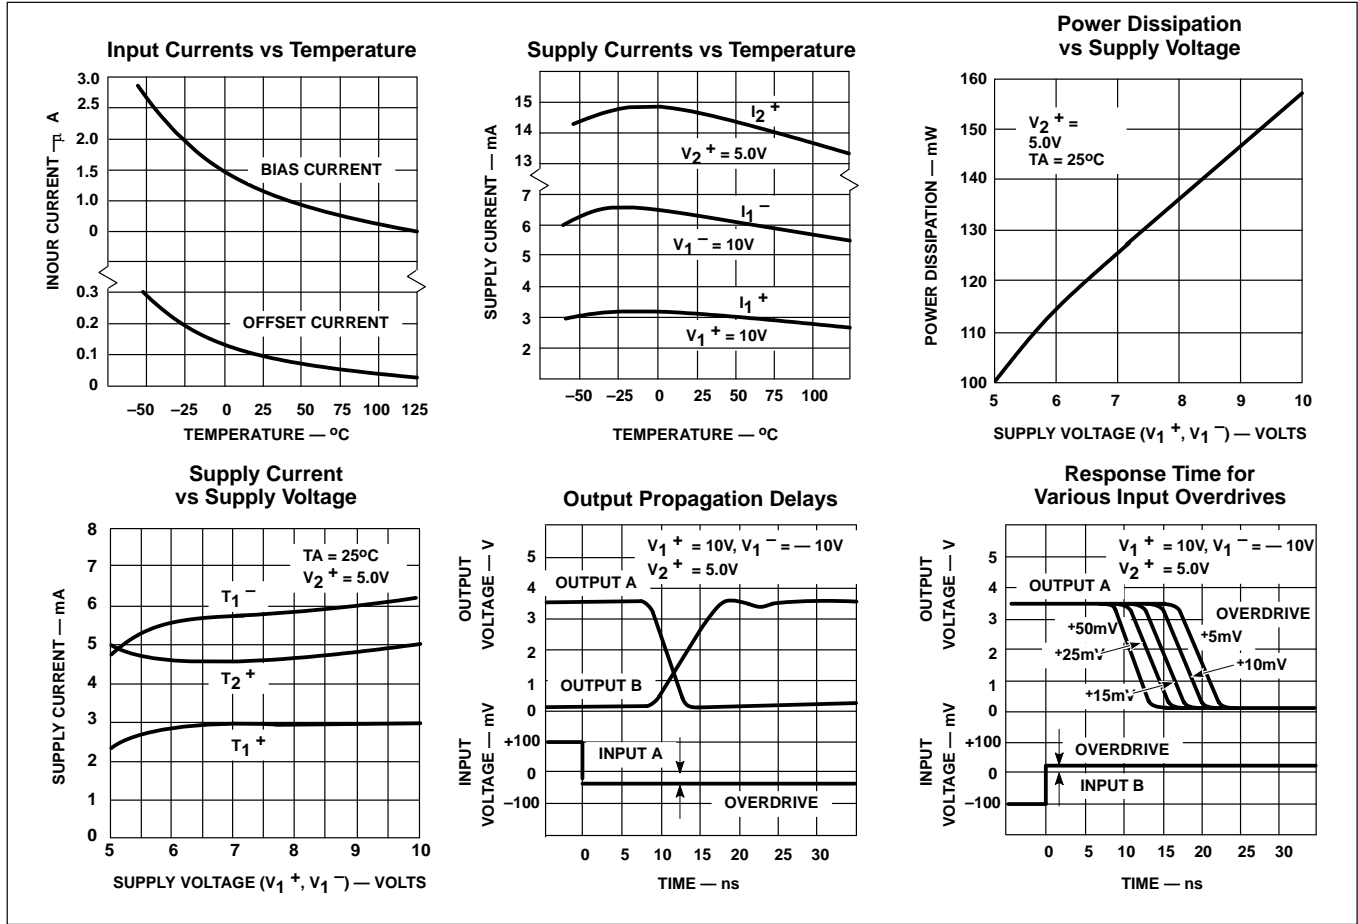 Input Currents vs Temperature
INOUR CURRENT —μ A
3.0
2.5
2.0
1.5
1.0
0
0.3
0.2
0.1
0
BIAS CURRENT
OFFSET CURRENT
–50 –25 0 25 50 75 100 125
TEMPERATURE — ºC
Supply Currents vs Temperature
SUPPLY CURRENT — mA
15
14
13
7
6
5
4
3
2
I2 +
V2 + = 5.0V
I1 –
V1 – = 10V
I1 +
V1 + = 10V
–50 –25 0 25 50 75 100
TEMPERATURE — ºC
Power Dissipation
vs Supply Voltage
POWER DISSIPATION — mW
160
150
140
130
120
110
100
V2 + =
5.0V
TA = 25ºC
5 6 7 8 9 10
SUPPLY VOLTAGE (V1 +, V1 –) — VOLTS
Supply Current
vs Supply Voltage
SUPPLY CURRENT — mA
8
7
6
5
4
3
2
1
0
TA = 25ºC
V2 + = 5.0V
T1 –
T2 +
T1 +
5 6 7 8 9 10
SUPPLY VOLTAGE (V1 +, V1 –) — VOLTS
Output Propagation Delays
OUTPUT
VOLTAGE — V
5
4
3
2
1
0
V1 + = 10V, V1 – = — 10V
V2 + = 5.0V
OUTPUT A
OUTPUT B
INPUT
VOLTAGE — mV
+100
0
–100
INPUT A
OVERDRIVE
0 5 10 15 20 25 30
TIME — ns
Response Time for
Various Input Overdrives
OUTPUT
VOLTAGE — V
5
4
3
2
1
0
V1 + = 10V, V1 – = — 10V
V2 + = 5.0V
OUTPUT A
OVERDRIVE
+50mV
+5mV
+25mV
+10mV
+15mV
INPUT
VOLTAGE — mV
+100
0
–100
OVERDRIVE
INPUT B
0 5 10 15 20 25 30
TIME — ns